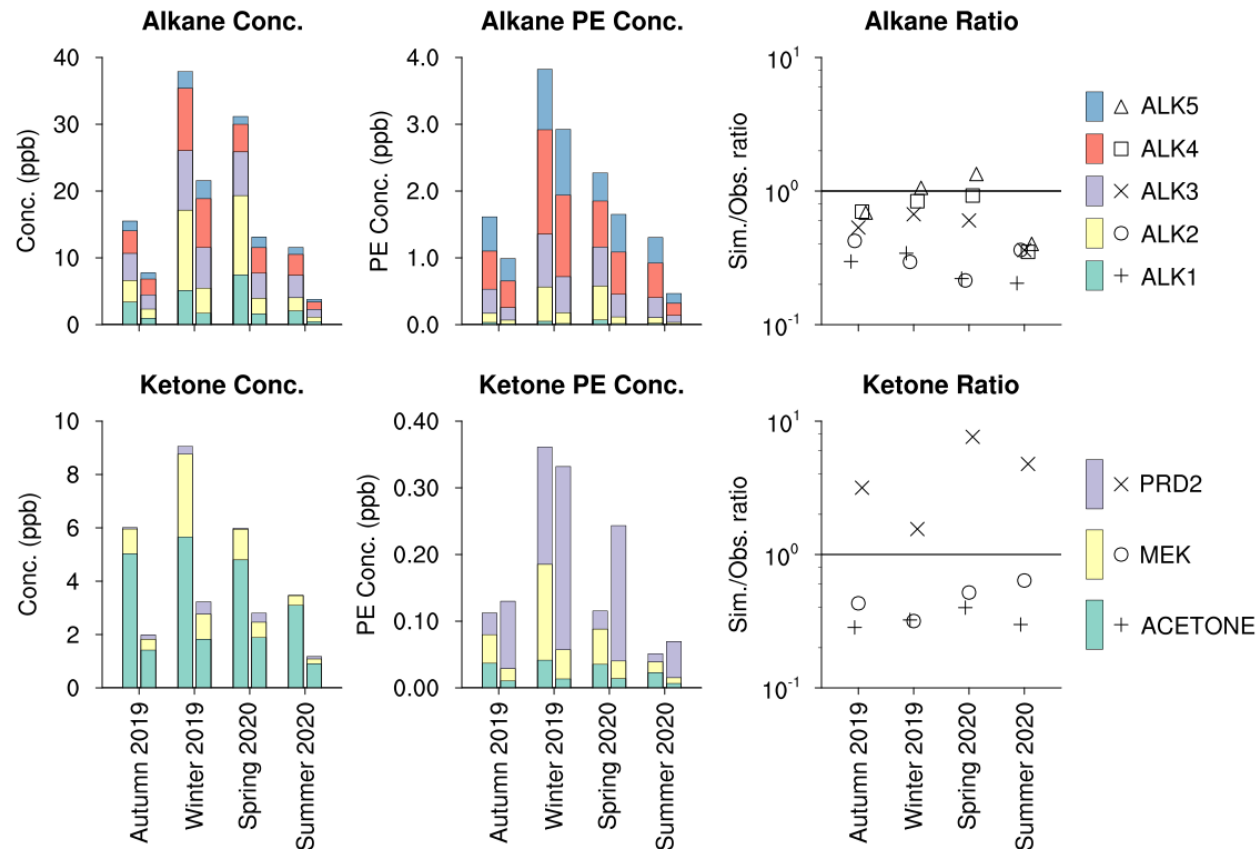 Alkane Conc.
Alkane PE Conc.
Alkane Ratio
Conc. (ppb)
40
30
20
10
0
PE Conc. (ppb)
4.0
3.0
2.0
1.0
0.0
Sim./Obs. ratio
10^1
10^0
10^-1
ALK5
ALK4
ALK3
ALK2
ALK1
Ketone Conc.
Ketone PE Conc.
Ketone Ratio
Conc. (ppb)
10
8
6
4
2
0
PE Conc. (ppb)
0.40
0.30
0.20
0.10
0.00
Sim./Obs. ratio
10^1
10^0
10^-1
PRD2
MEK
ACETONE
Autumn 2019
Winter 2019
Spring 2020
Summer 2020
Autumn 2019
Winter 2019
Spring 2020
Summer 2020
Autumn 2019
Winter 2019
Spring 2020
Summer 2020